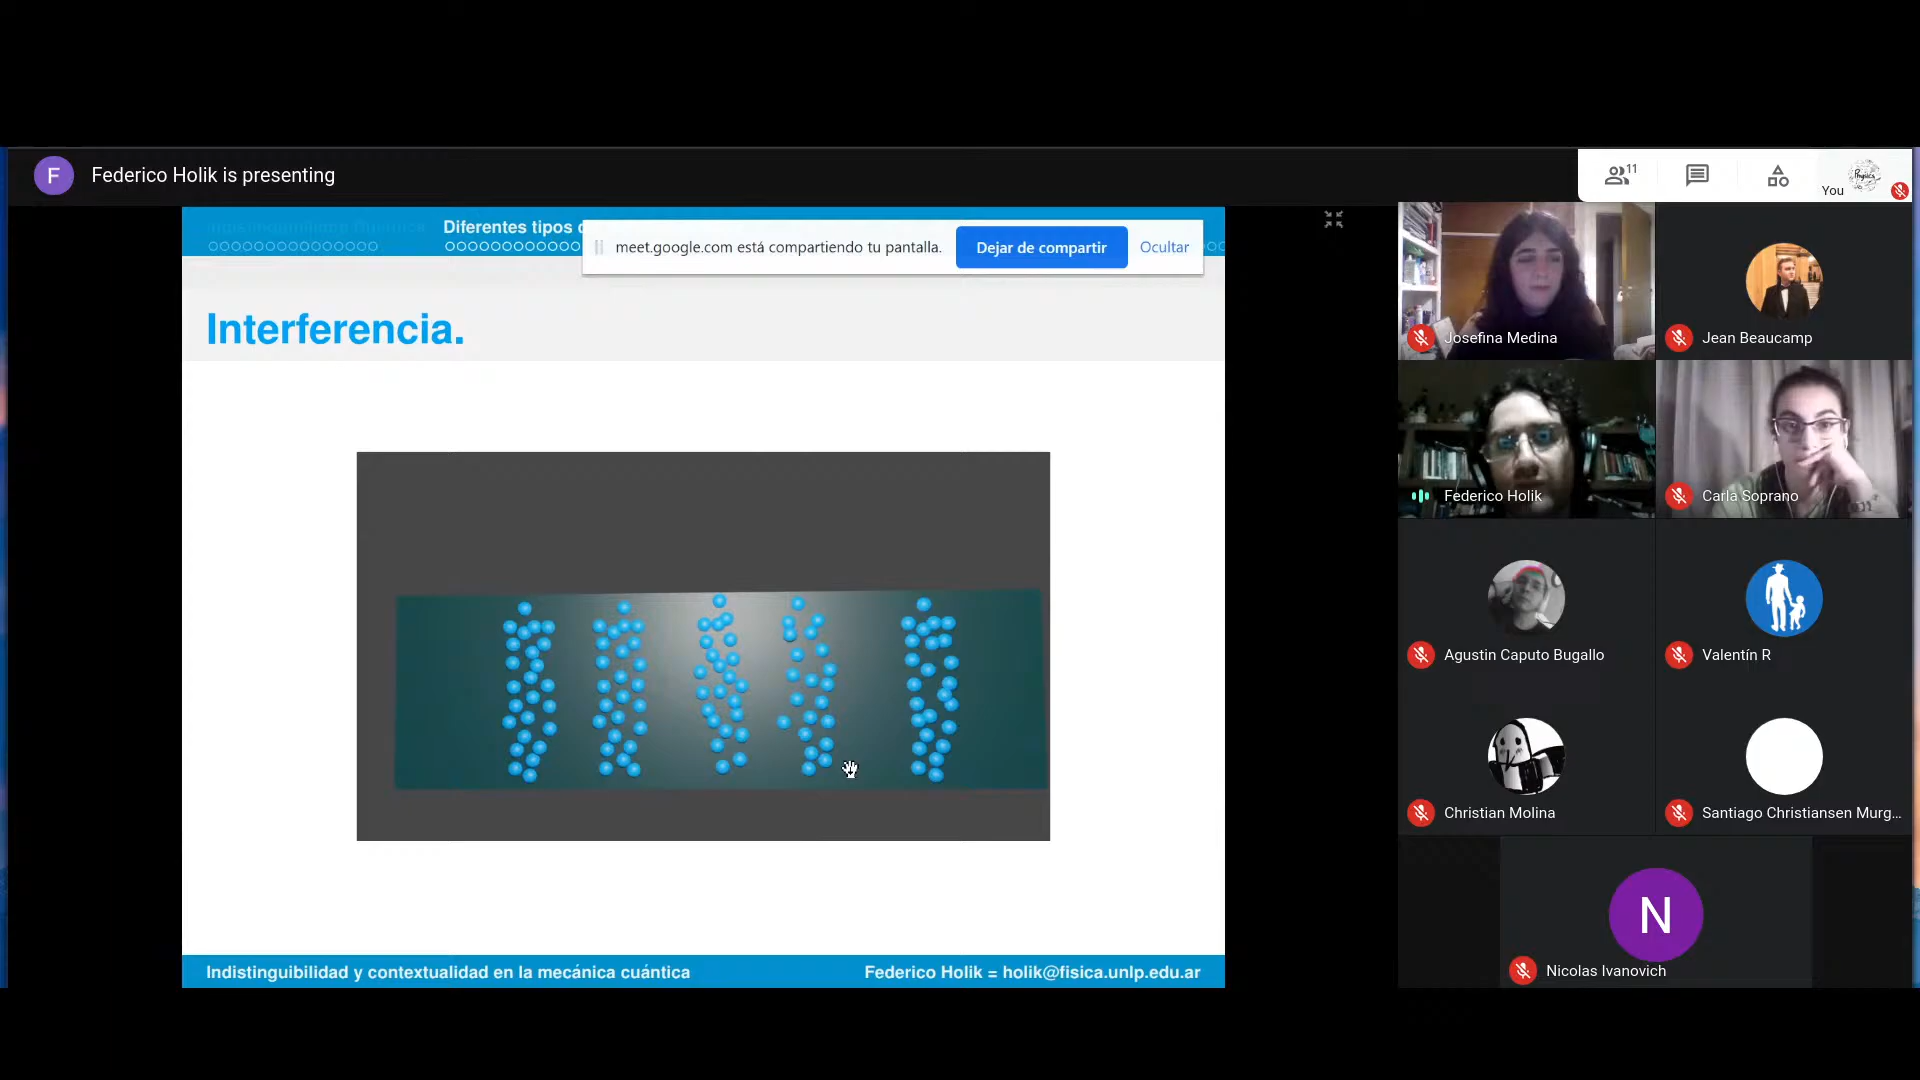 F
Federico Holik is presenting
11
You
Physics
Diferentes tipos d
meet.google.com está compartiendo tu pantalla.
Dejar de compartir
Ocultar
Interferencia.
Indistinguibilidad y contextualidad en la mecánica cuántica
Federico Holik = holik@fisica.unlp.edu.ar
Josefina Medina
Jean Beaucamp
Federico Holik
Carla Soprano
Agustin Caputo Bugallo
Valentín R
Christian Molina
Santiago Christiansen Murg...
N
Nicolas Ivanovich